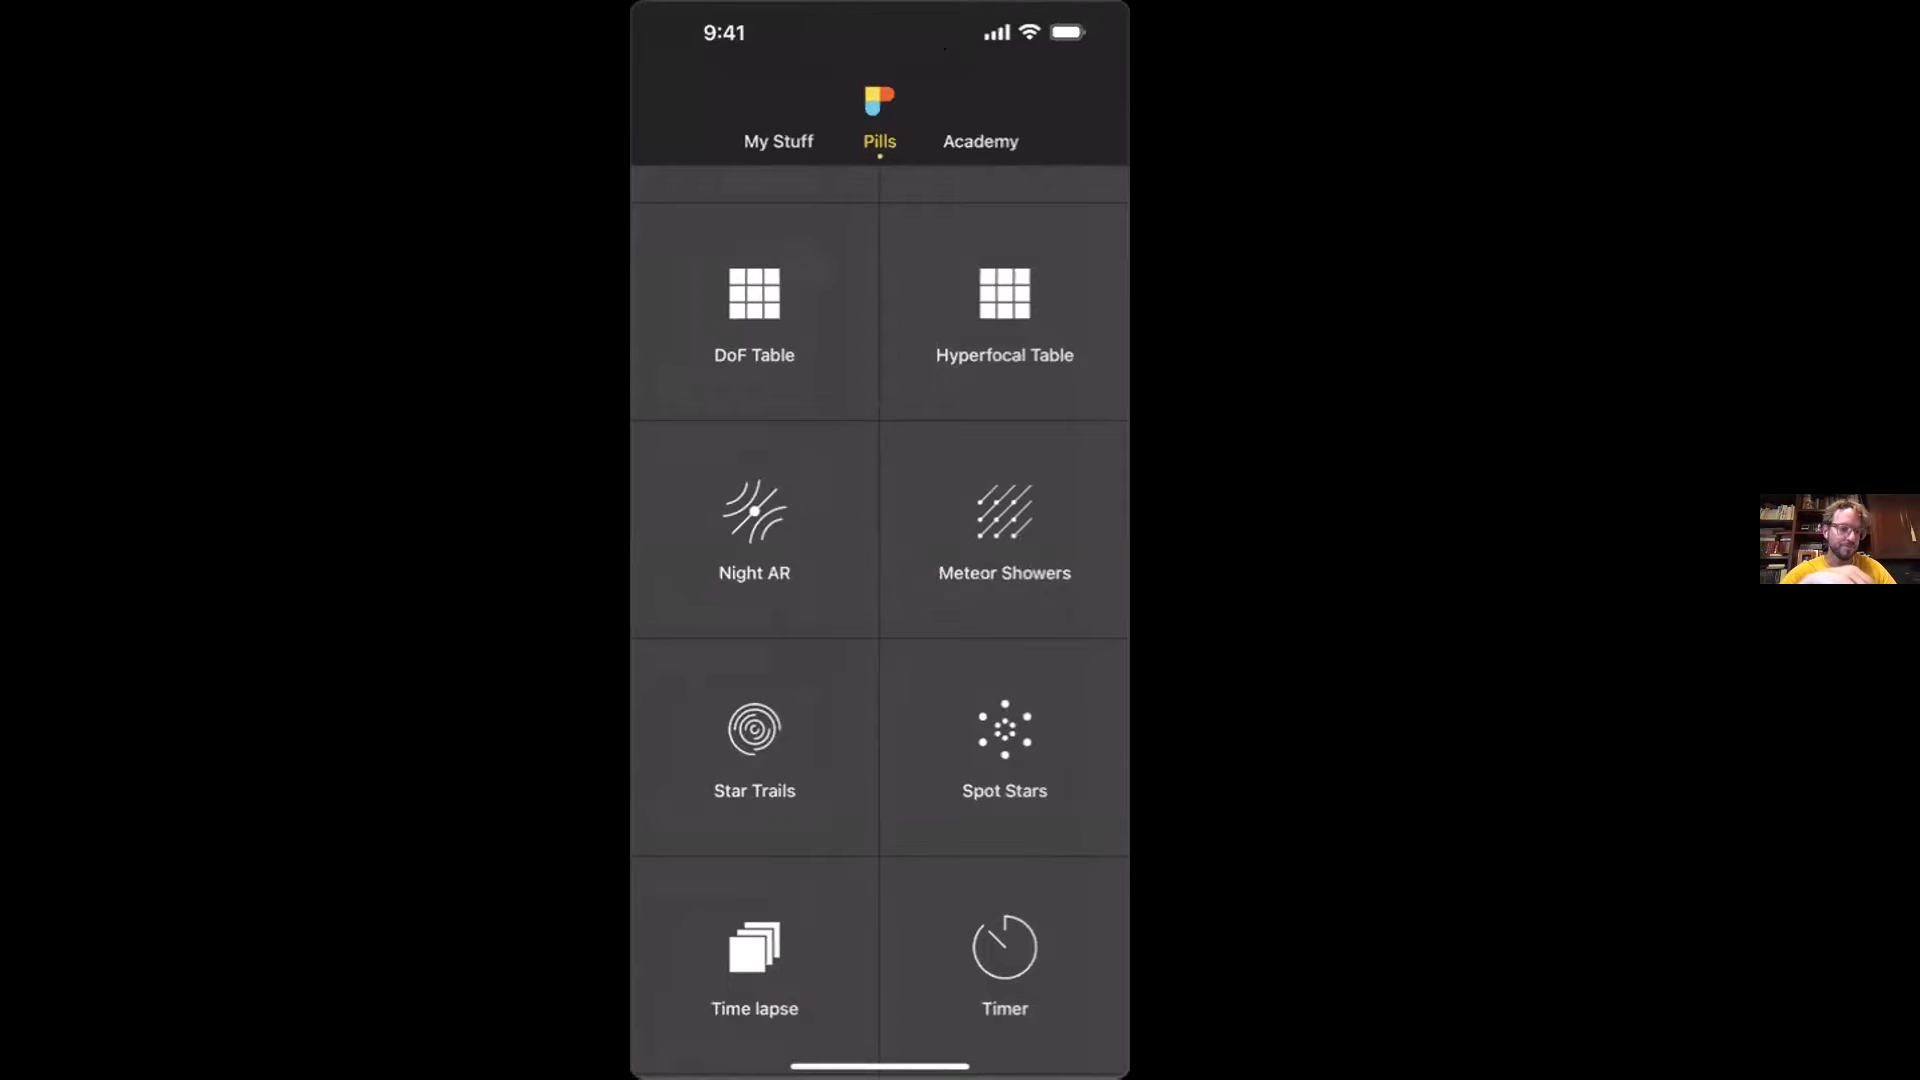 9:41
My Stuff
Pills
Academy
DoF Table
Hyperfocal Table
Night AR
Meteor Showers
Star Trails
Spot Stars
Time lapse
Timer